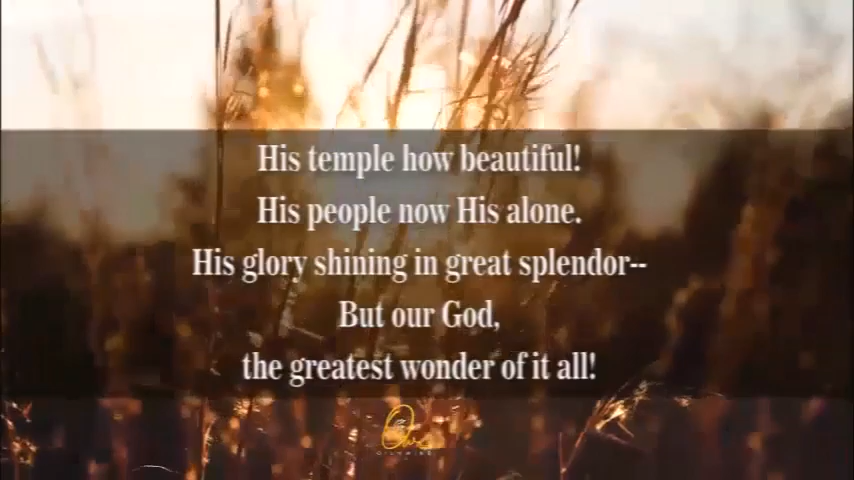 His temple how beautiful!
His people now His alone.
His glory shining in great splendor--
But our God,
the greatest wonder of it all!